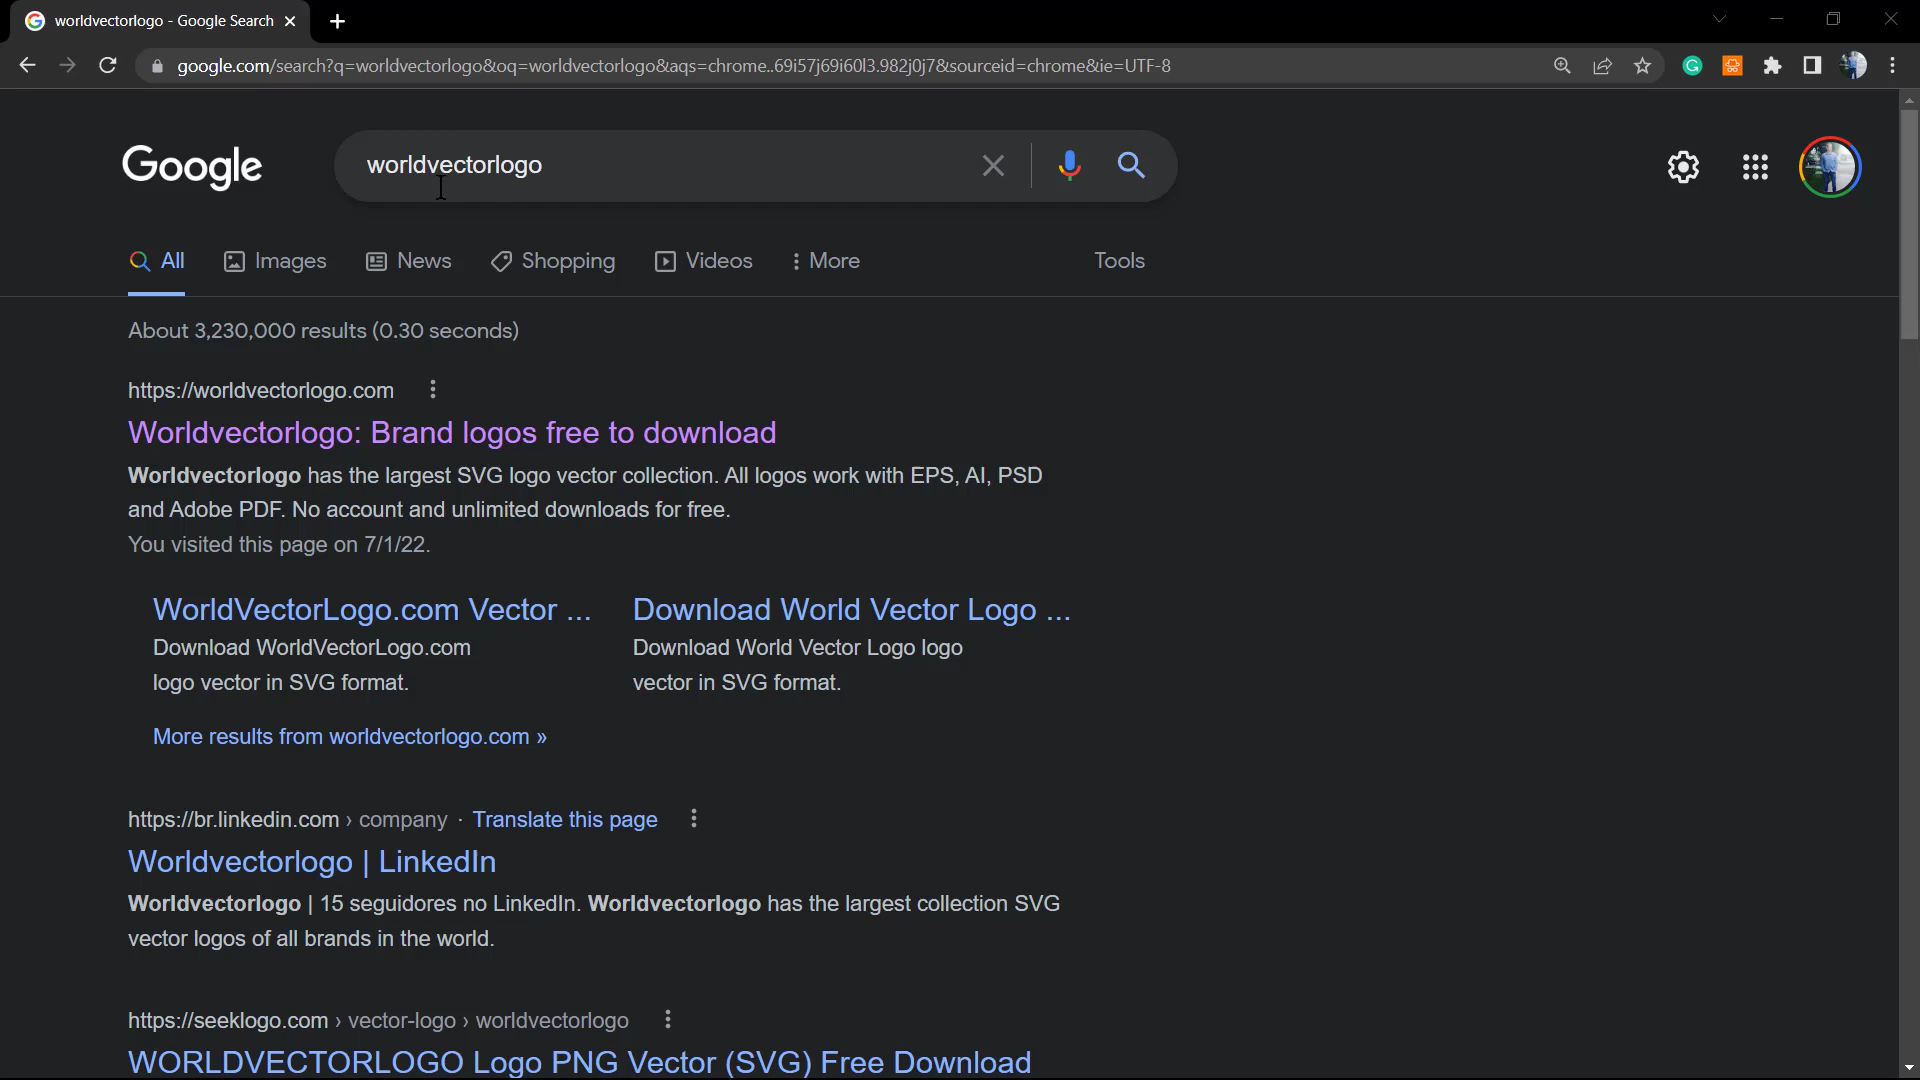 worldvectorlogo - Google Search
google.com/search?q=worldvectorlogo&oq=worldvectorlogo&aqs=chrome..69i57j69i60l3.982j0j7&sourceid=chrome&ie=UTF-8
Google
worldvectorlogo
All Images News Shopping Videos More Tools
About 3,230,000 results (0.30 seconds)
https://worldvectorlogo.com
Worldvectorlogo: Brand logos free to download
Worldvectorlogo has the largest SVG logo vector collection. All logos work with EPS, AI, PSD
and Adobe PDF. No account and unlimited downloads for free.
You visited this page on 7/1/22.
WorldVectorLogo.com Vector ...
Download WorldVectorLogo.com
logo vector in SVG format.
Download World Vector Logo ...
Download World Vector Logo logo
vector in SVG format.
More results from worldvectorlogo.com »
https://br.linkedin.com › company · Translate this page
Worldvectorlogo | LinkedIn
Worldvectorlogo | 15 seguidores no LinkedIn. Worldvectorlogo has the largest collection SVG
vector logos of all brands in the world.
https://seeklogo.com › vector-logo › worldvectorlogo
WORLDVECTORLOGO Logo PNG Vector (SVG) Free Download